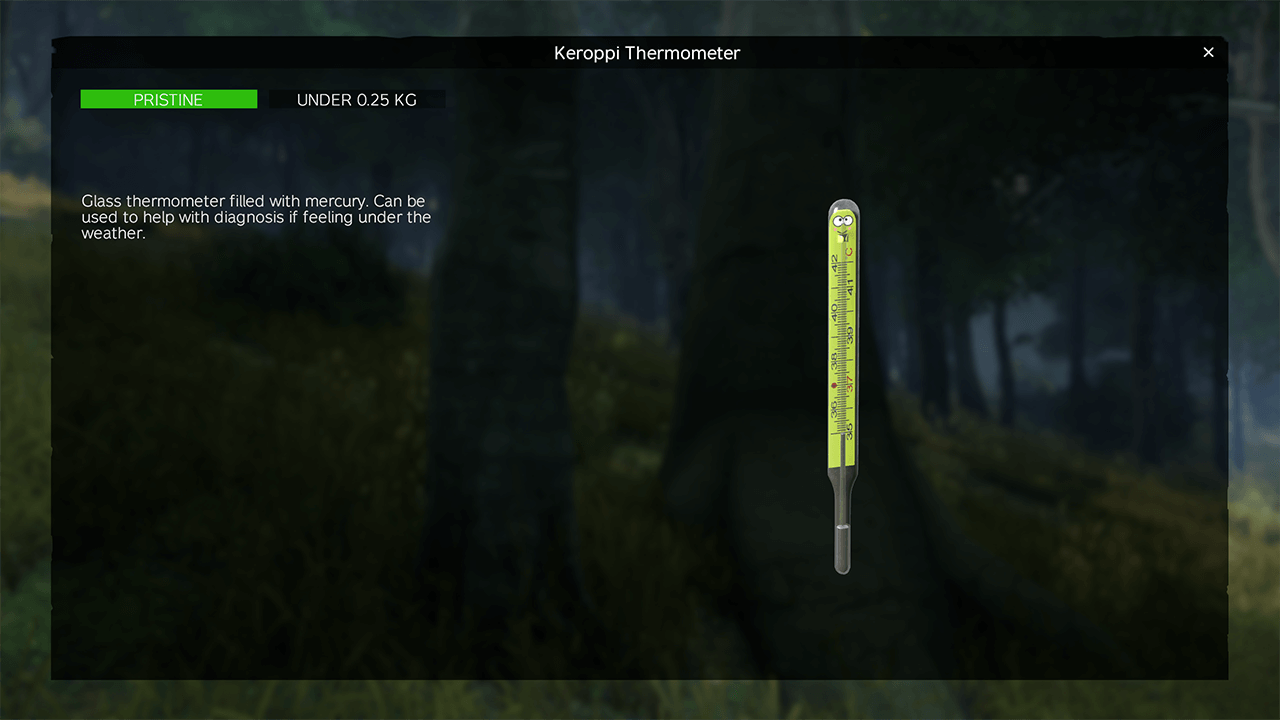 Keroppi Thermometer
×
PRISTINE
UNDER 0.25 KG
Glass thermometer filled with mercury. Can be
used to help with diagnosis if feeling under the
weather.
C
42
41
40
39
38
37
36
35